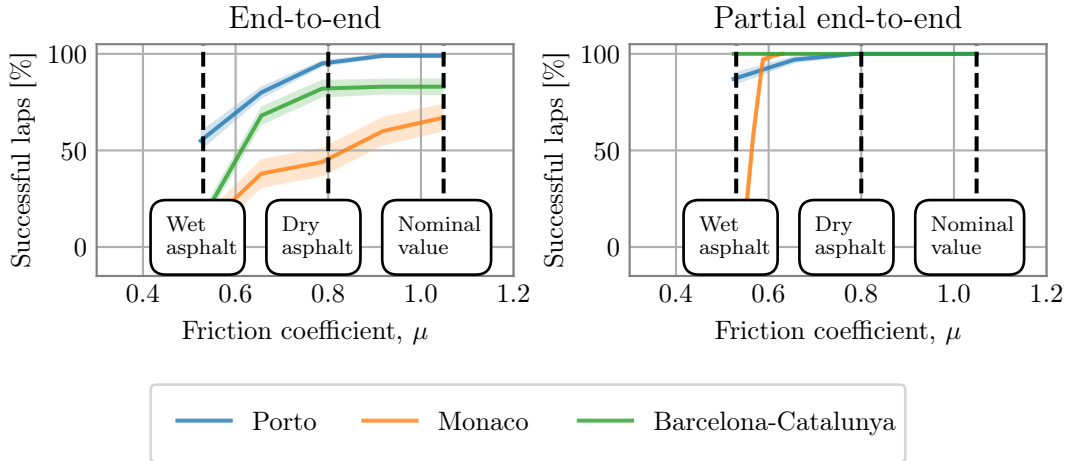 End-to-end
Partial end-to-end
Successful laps [%]
100
50
0
Wet
asphalt
Dry
asphalt
Nominal
value
0.4
0.6
0.8
1.0
1.2
Friction coefficient, μ
Successful laps [%]
100
50
0
Wet
asphalt
Dry
asphalt
Nominal
value
0.4
0.6
0.8
1.0
1.2
Friction coefficient, μ
Porto
Monaco
Barcelona-Catalunya